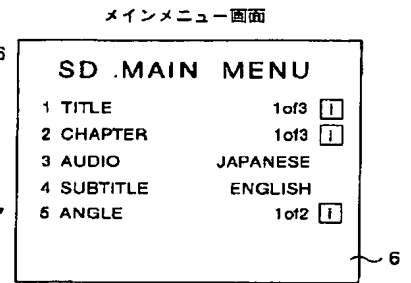 メインメニュー画面
6
SD .MAIN MENU
1 TITLE 1of3 i
2 CHAPTER 1of3 i
3 AUDIO JAPANESE
4 SUBTITLE ENGLISH
5 ANGLE 1of2 i
6